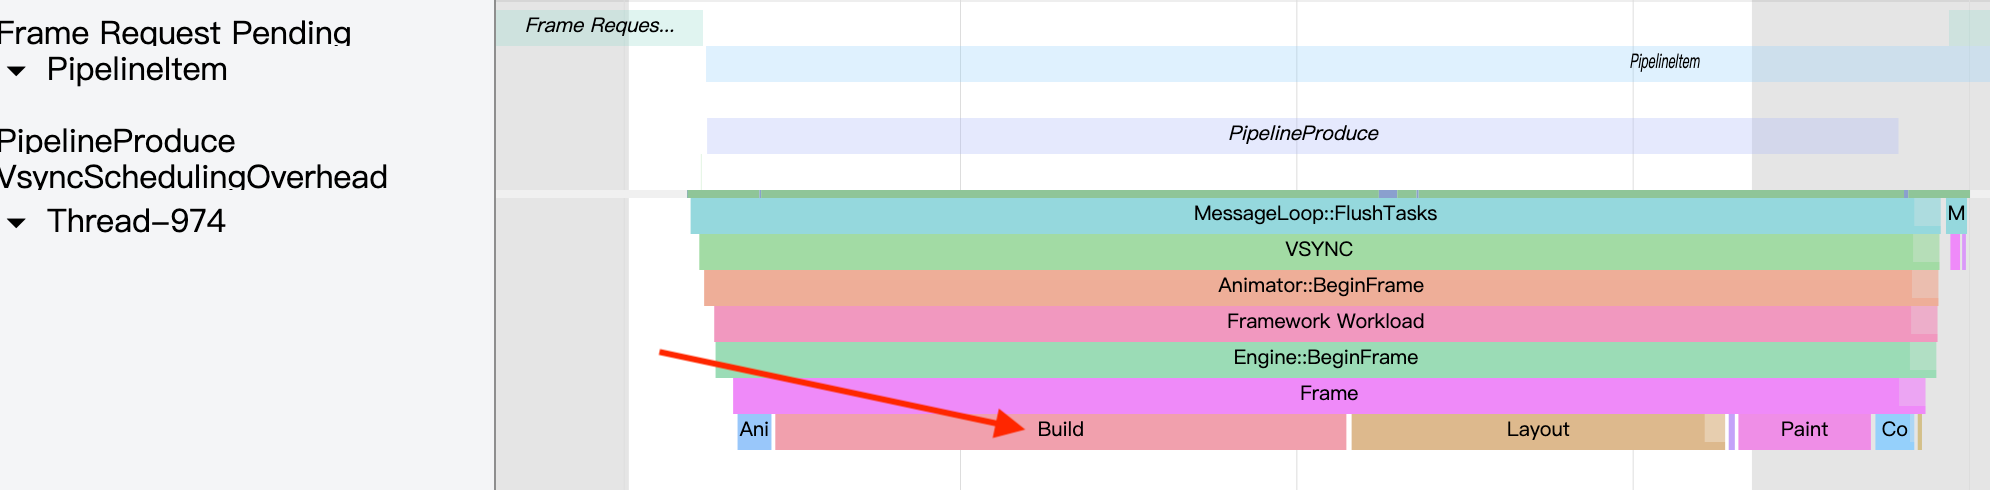 Frame Request Pending
Frame Reques...
PipelineItem
PipelineItem
PipelineProduce
PipelineProduce
VsyncSchedulingOverhead
Thread-974
MessageLoop::FlushTasks
M
VSYNC
Animator::BeginFrame
Framework Workload
Engine::BeginFrame
Frame
Ani
Build
Layout
Paint
Co